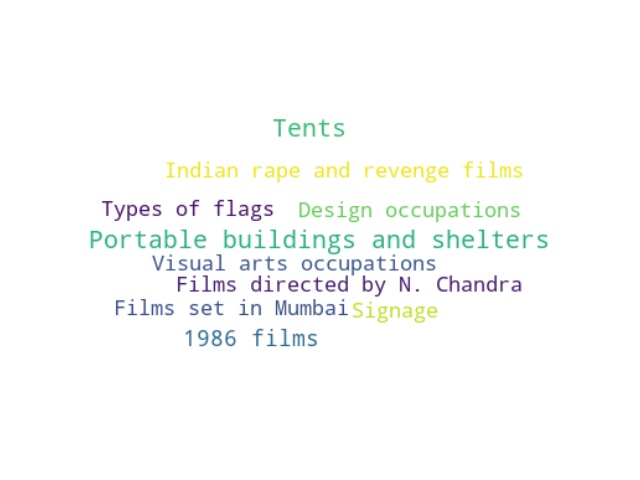 Tents
Indian rape and revenge films
Types of flags
Design occupations
Portable buildings and shelters
Visual arts occupations
Films directed by N. Chandra
Films set in Mumbai
Signage
1986 films